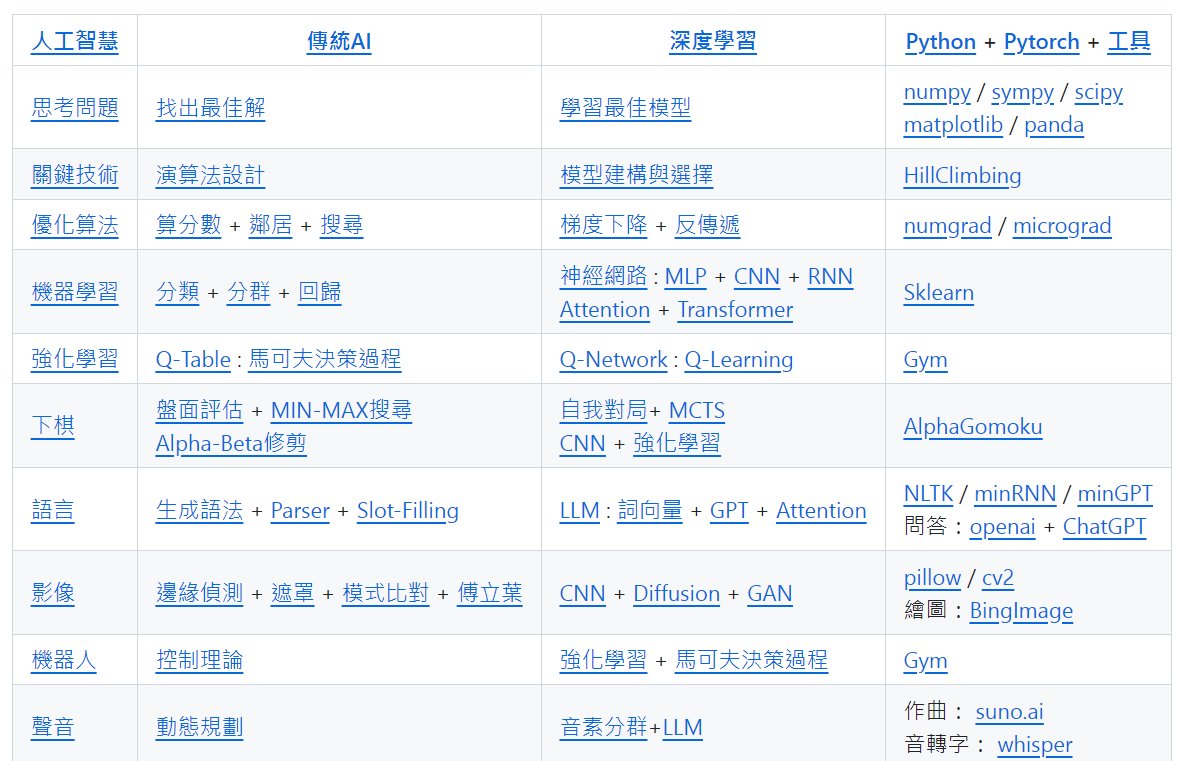 人工智慧 傳統AI 深度學習 Python + Pytorch + 工具
思考問題 找出最佳解 學習最佳模型 numpy / sympy / scipy
matplotlib / panda
關鍵技術 演算法設計 模型建構與選擇 HillClimbing
優化算法 算分數 + 鄰居 + 搜尋 梯度下降 + 反傳遞 numgrad / micrograd
機器學習 分類 + 分群 + 回歸 神經網路 : MLP + CNN + RNN
Attention + Transformer Sklearn
強化學習 Q-Table : 馬可夫決策過程 Q-Network : Q-Learning Gym
下棋 盤面評估 + MIN-MAX搜尋
Alpha-Beta修剪 自我對局+ MCTS
CNN + 強化學習 AlphaGomoku
語言 生成語法 + Parser + Slot-Filling LLM : 詞向量 + GPT + Attention NLTK / minRNN / minGPT
問答：openai + ChatGPT
影像 邊緣偵測 + 遮罩 + 模式比對 + 傅立葉 CNN + Diffusion + GAN pillow / cv2
繪圖：BingImage
機器人 控制理論 強化學習 + 馬可夫決策過程 Gym
聲音 動態規劃 音素分群+LLM 作曲： suno.ai
音轉字： whisper